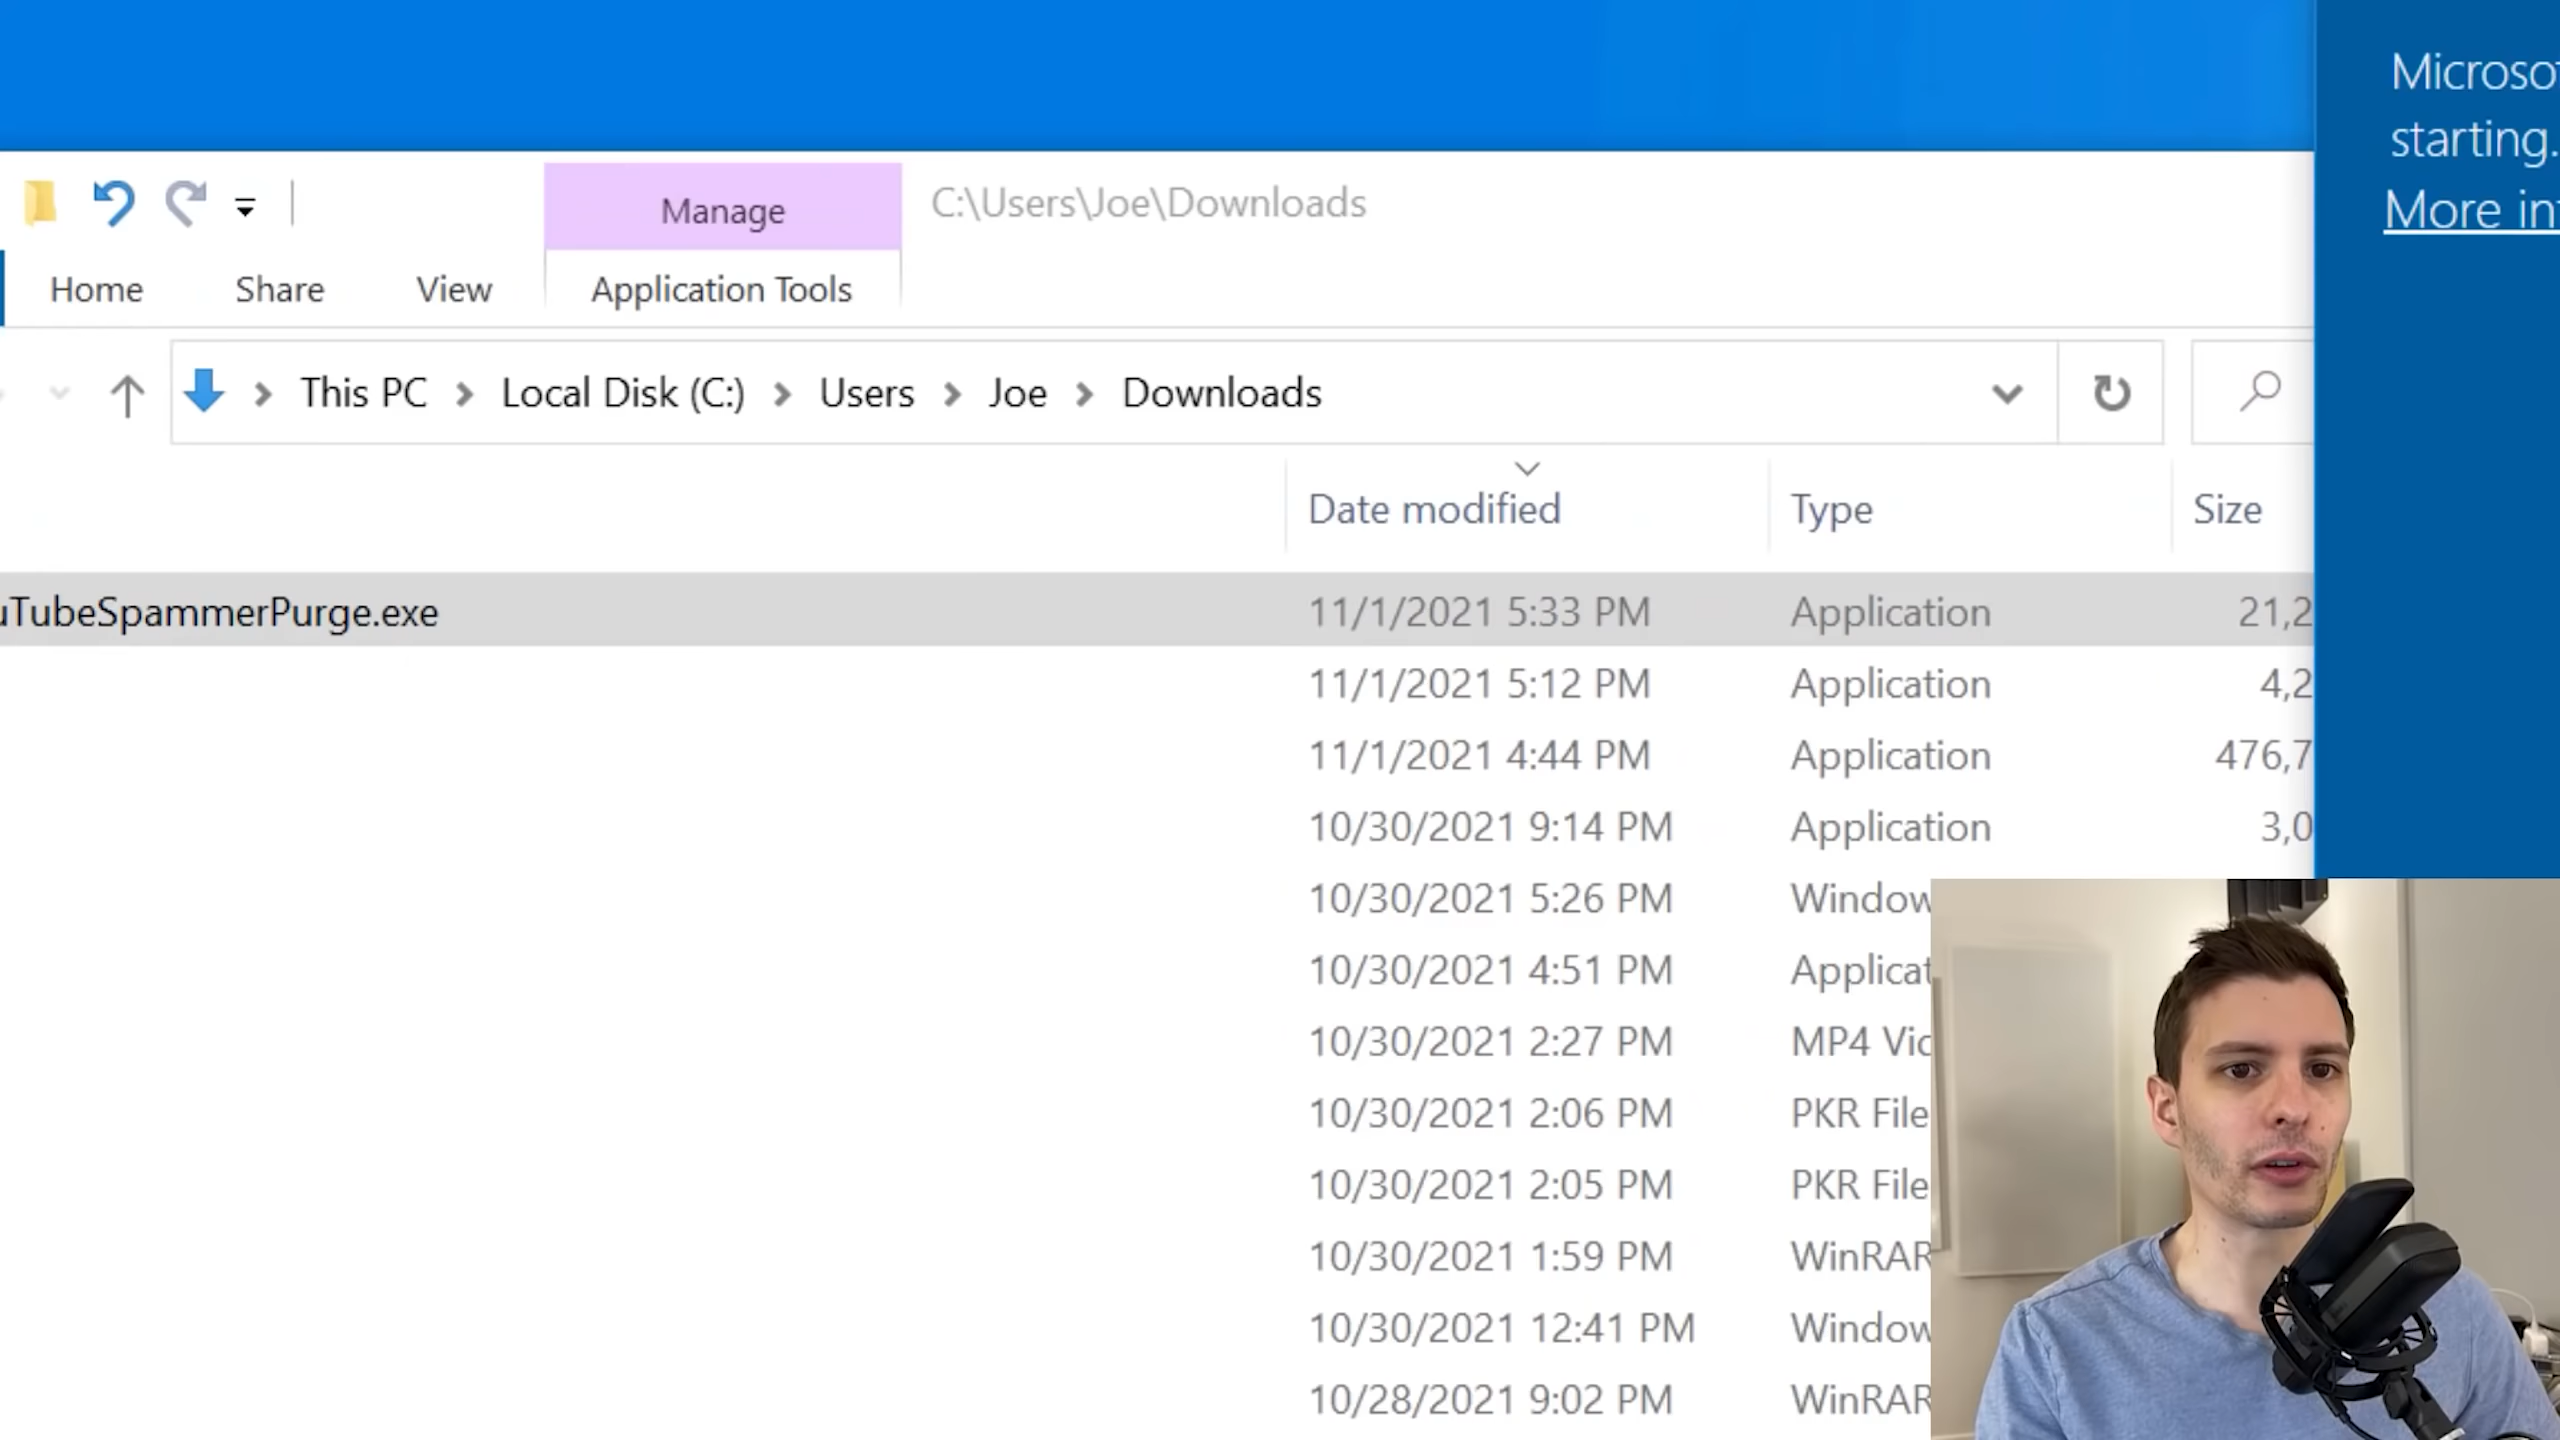 Microsof
starting.
More inf
Manage
C:\Users\Joe\Downloads
Home Share View Application Tools
This PC Local Disk (C:) Users Joe Downloads
Date modified Type Size
uTubeSpammerPurge.exe 11/1/2021 5:33 PM Application 21,2
11/1/2021 5:12 PM Application 4,2
11/1/2021 4:44 PM Application 476,7
10/30/2021 9:14 PM Application 3,0
10/30/2021 5:26 PM Window
10/30/2021 4:51 PM Applicat
10/30/2021 2:27 PM MP4 Vid
10/30/2021 2:06 PM PKR File
10/30/2021 2:05 PM PKR File
10/30/2021 1:59 PM WinRAR
10/30/2021 12:41 PM Window
10/28/2021 9:02 PM WinRAR